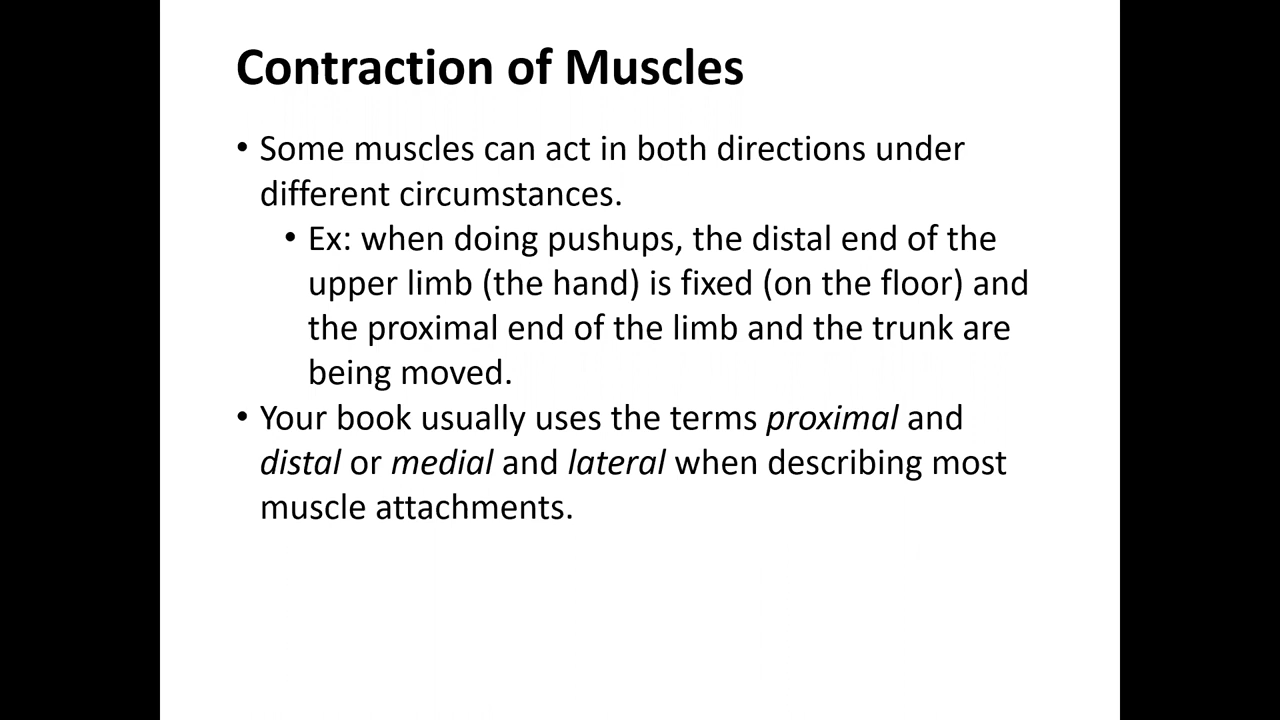 Contraction of Muscles
• Some muscles can act in both directions under
different circumstances.
• Ex: when doing pushups, the distal end of the
upper limb (the hand) is fixed (on the floor) and
the proximal end of the limb and the trunk are
being moved.
• Your book usually uses the terms proximal and
distal or medial and lateral when describing most
muscle attachments.